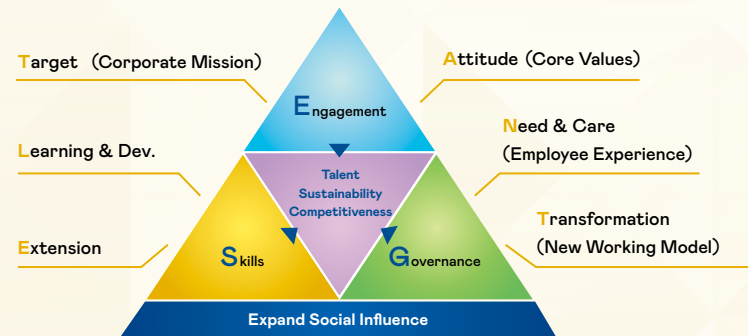 Target (Corporate Mission)
Attitude (Core Values)
Engagement
Need & Care
(Employee Experience)
Learning & Dev.
Talent
Sustainability
Competitiveness
Transformation
(New Working Model)
Extension
Skills
Governance
Expand Social Influence